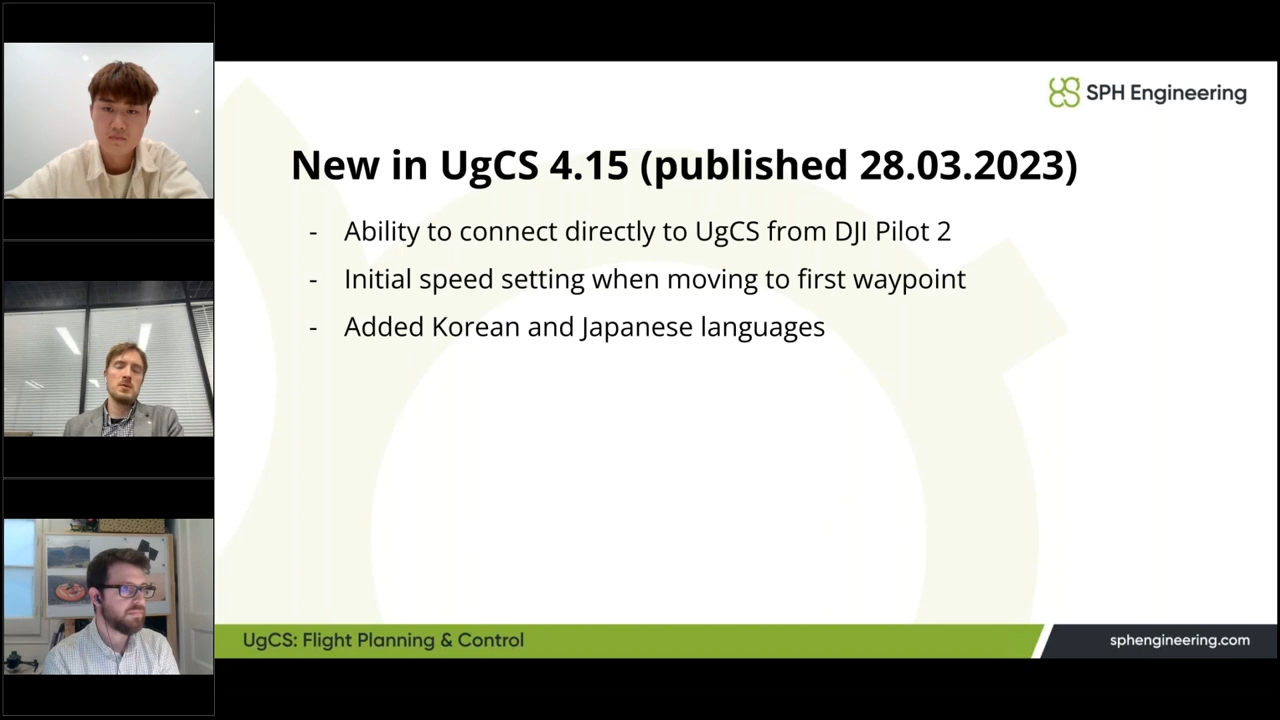 SPH Engineering
New in UgCS 4.15 (published 28.03.2023)
- Ability to connect directly to UgCS from DJI Pilot 2
- Initial speed setting when moving to first waypoint
- Added Korean and Japanese languages
UgCS: Flight Planning & Control
sphengineering.com